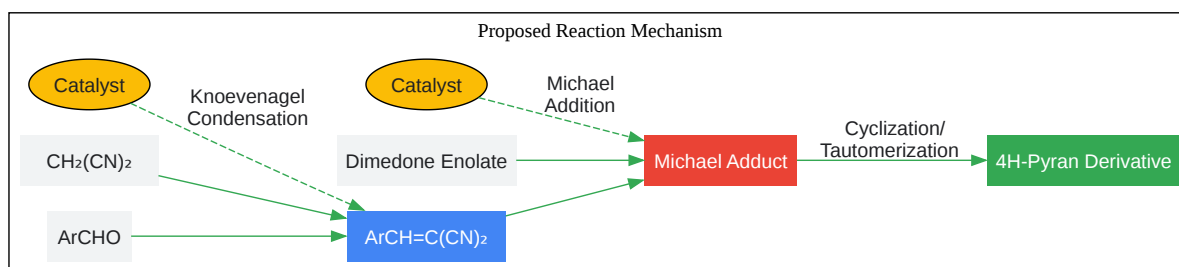 Proposed Reaction Mechanism
Catalyst
Knoevenagel
Condensation
Catalyst
Michael
Addition
CH₂(CN)₂
Dimedone Enolate
Michael Adduct
Cyclization/
Tautomerization
4H-Pyran Derivative
ArCHO
ArCH=C(CN)₂